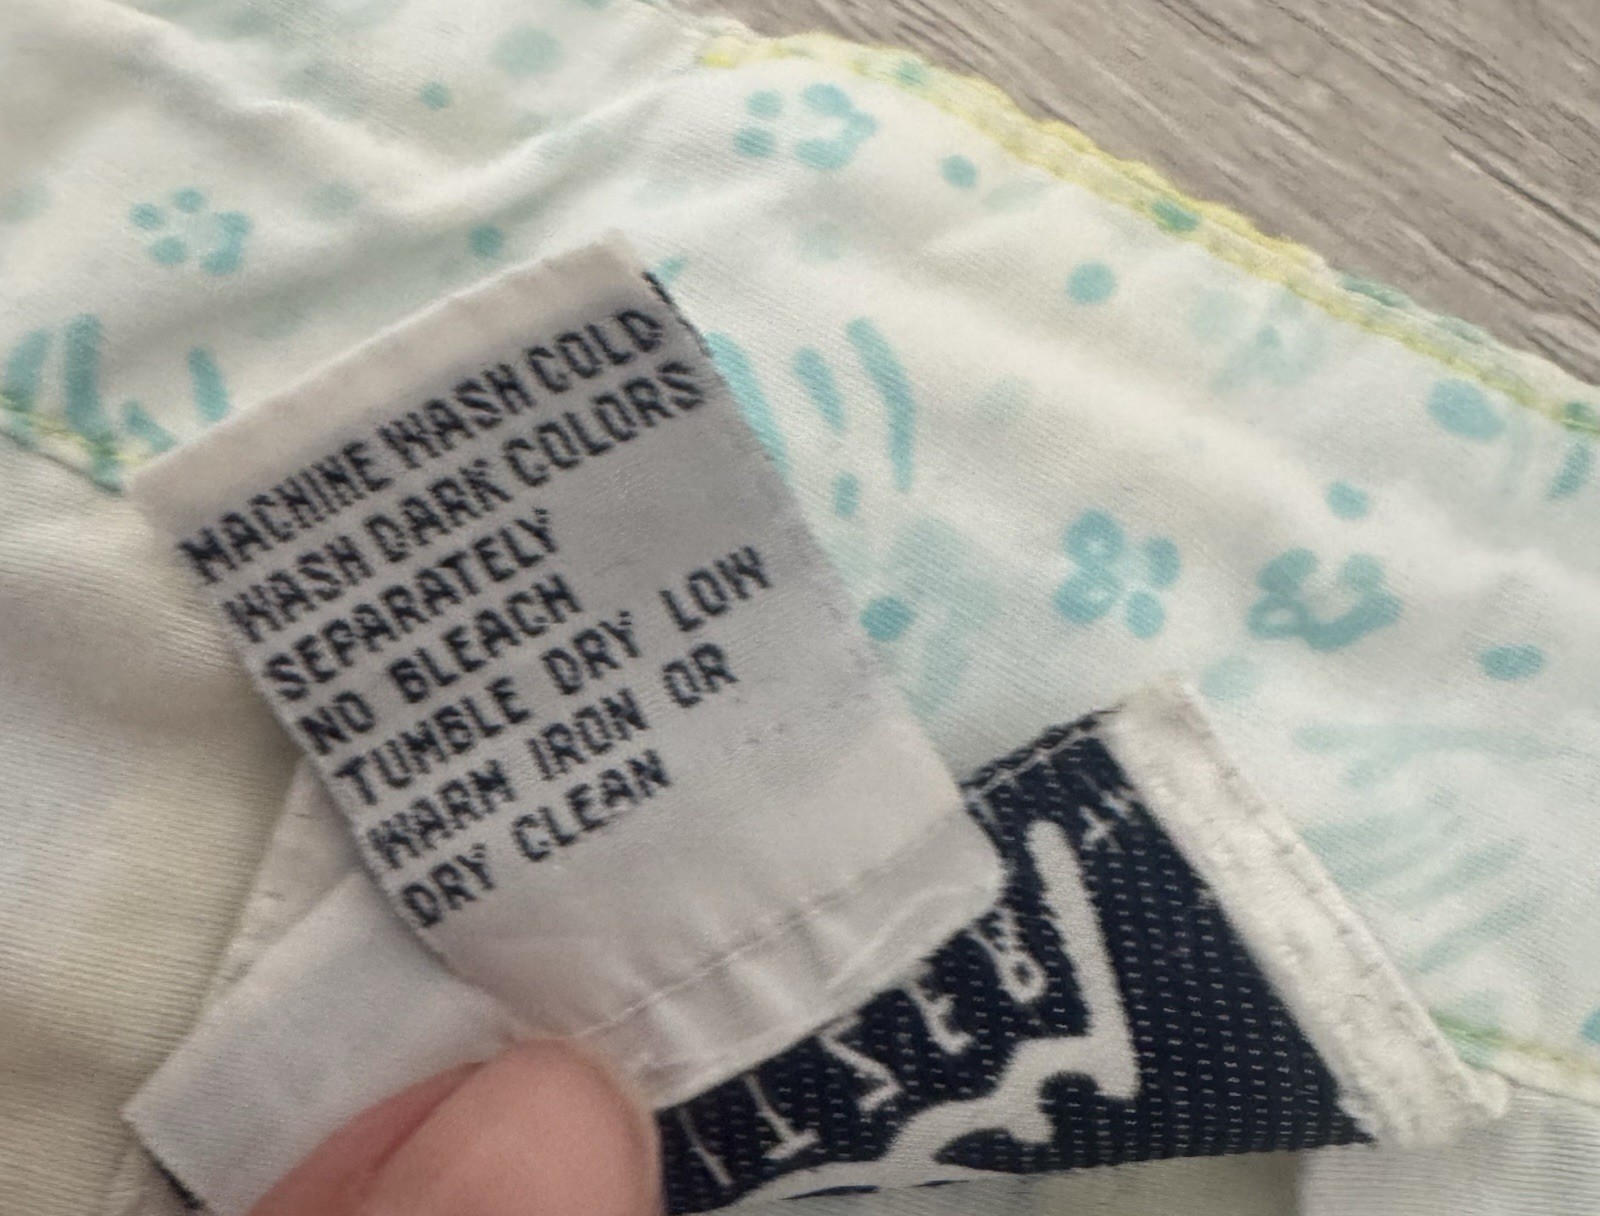 MACHINE WASH COLD
WASH DARK COLORS
SEPARATELY
NO BLEACH
TUMBLE DRY LOW
WARM IRON OR
DRY CLEAN